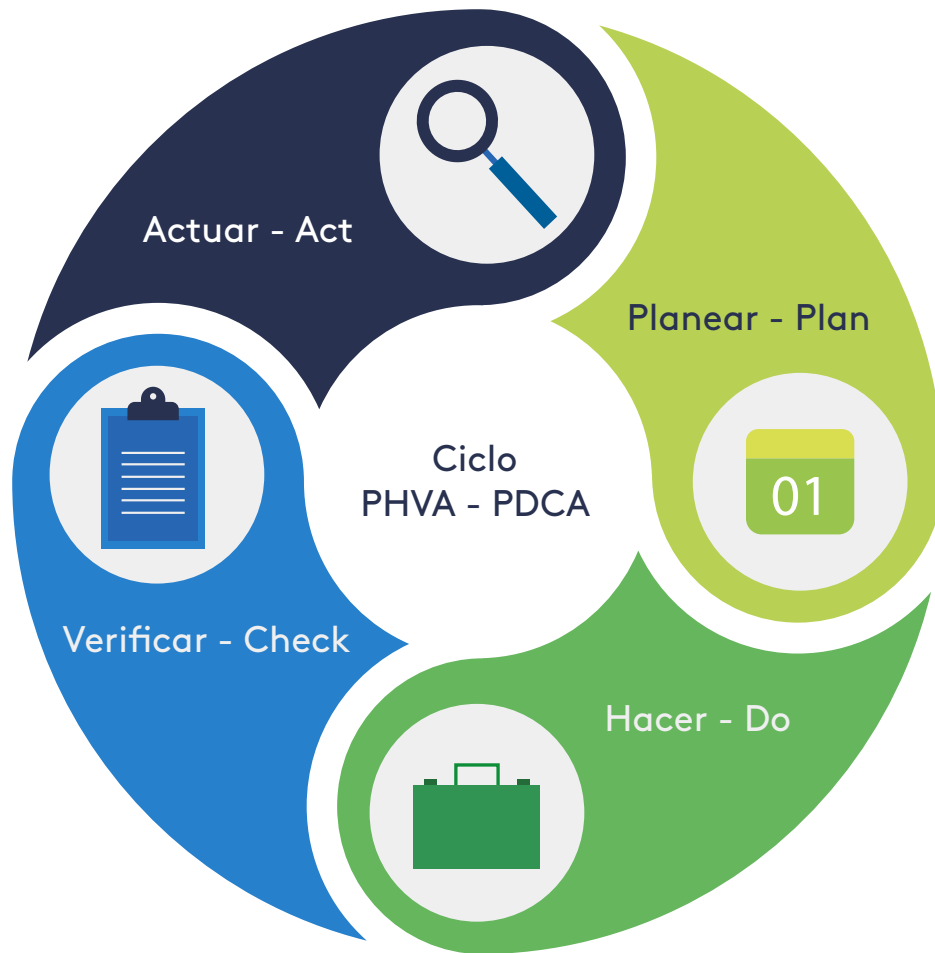 Actuar - Act
Planear - Plan
01
Ciclo
PHVA - PDCA
Verificar - Check
Hacer - Do